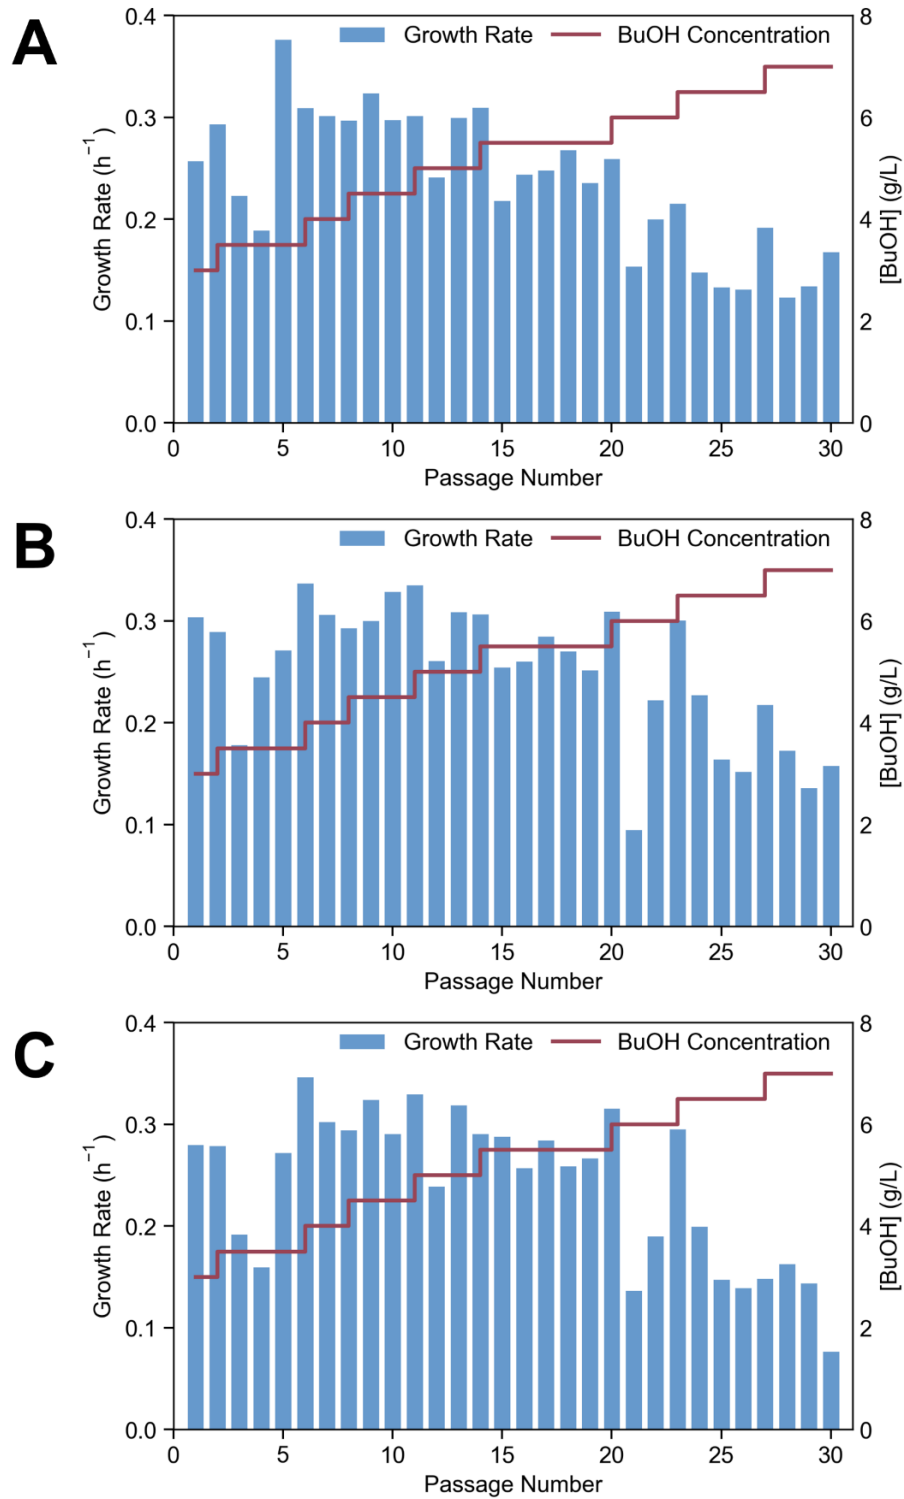 A
Growth Rate BuOH Concentration
Growth Rate (h⁻¹)
0.4
0.3
0.2
0.1
0.0
8
6
4
2
0
[BuOH] (g/L)
0 5 10 15 20 25 30
Passage Number
B
Growth Rate BuOH Concentration
Growth Rate (h⁻¹)
0.4
0.3
0.2
0.1
0.0
8
6
4
2
0
[BuOH] (g/L)
0 5 10 15 20 25 30
Passage Number
C
Growth Rate BuOH Concentration
Growth Rate (h⁻¹)
0.4
0.3
0.2
0.1
0.0
8
6
4
2
0
[BuOH] (g/L)
0 5 10 15 20 25 30
Passage Number